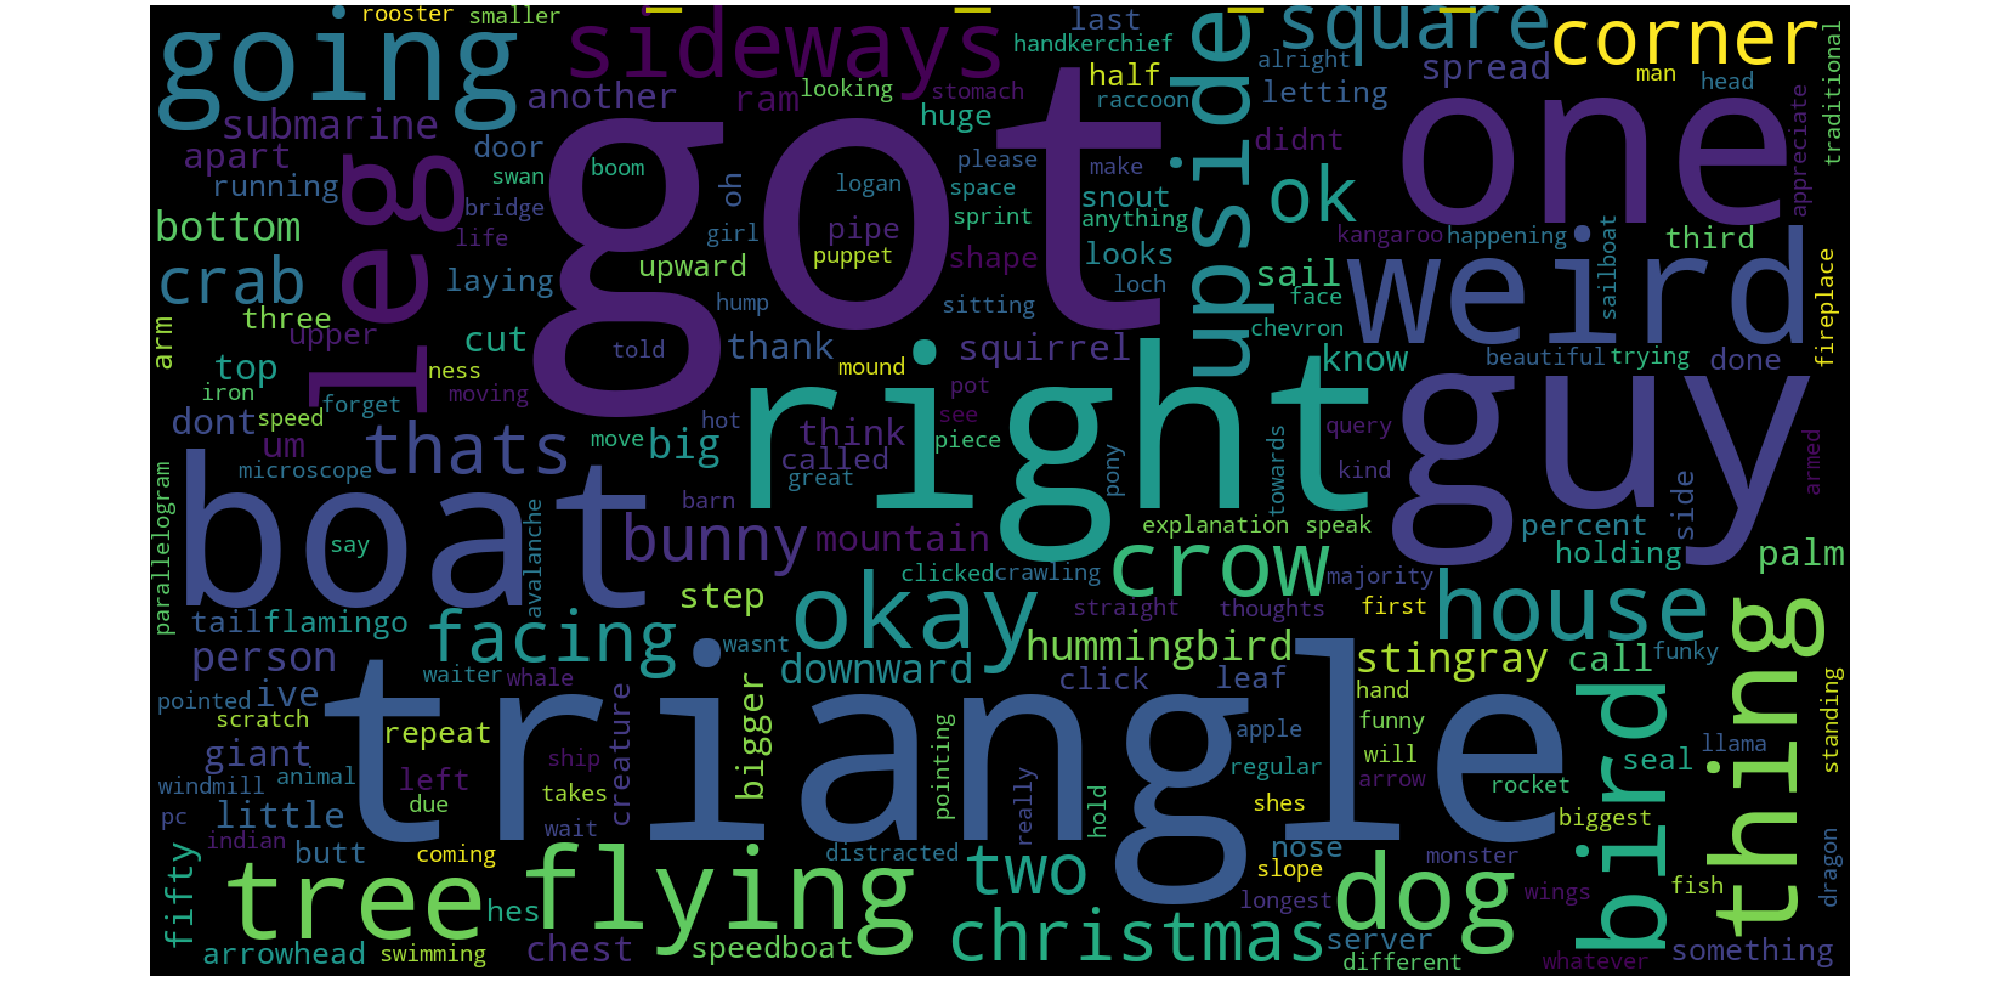 rooster smaller
going
sideways
last
handkerchief
square
alright
corner
man
head
traditional
spread
half
letting
another
ram
looking
stomach
huge
raccoon
upside
didnt
appreciate
one
submarine
got
apart
door
boom
please
make
running
leg
swan
oh
logan
space
snout
ok
bottom
bridge
life
girl
pipe
sprint
anything
kangaroo
happening
sailboat
third
crab
laying
upward
puppet
shape
looks
sail
weird
fireplace
three
hump
sitting
loch
face
chevron
arm
upper
cut
told
thank
squirrel
know
beautiful
trying
done
top
ness
mound
iron
speed
forget
moving
right
pot
guy
dont
um
thats
move
big
hot
think
see
piece
query
called
kind
armed
microscope
great
pony
towards
parallelogram
boat
barn
side
say
avalanche
bunny
mountain
explanation
speak
percent
holding
palm
clicked
crawling
crow
majority
step
straight
thoughts
first
tail
flamingo
facing
wasnt
okay
hummingbird
house
thing
person
waiter
whale
downward
click
leaf
stingray
call
funky
pointed
ive
scratch
triangle
hand
funny
bird
standing
repeat
creature
bigger
pointing
apple
giant
animal
ship
regular
will
seal
llama
windmill
left
takes
arrow
rocket
pc
little
due
wait
really
hold
shes
biggest
indian
butt
coming
distracted
nose
monster
dragon
fifty
tree
flying
two
slope
dog
wings
fish
hes
longest
arrowhead
swimming
chest
speedboat
christmas
server
different
whatever
something